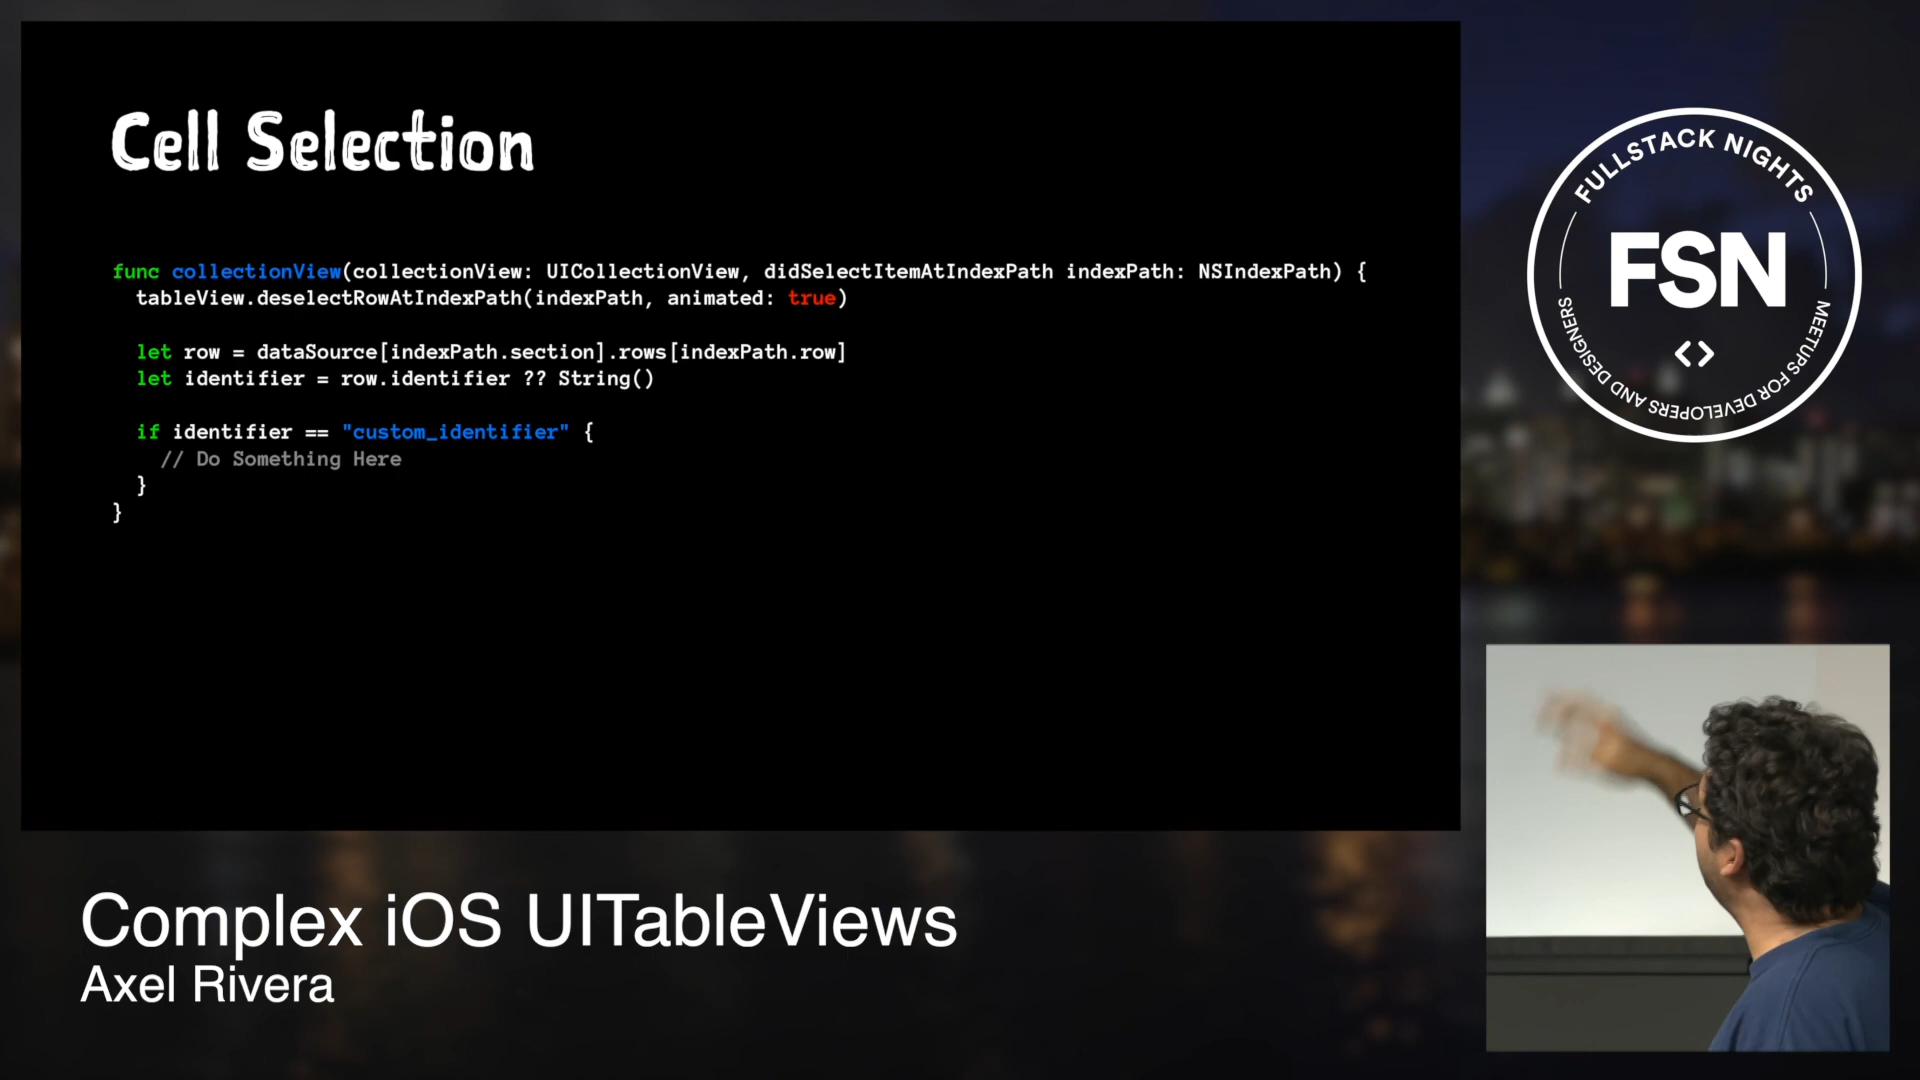 Cell Selection
func collectionView(collectionView: UICollectionView, didSelectItemAtIndexPath indexPath: NSIndexPath) {
  tableView.deselectRowAtIndexPath(indexPath, animated: true)
  let row = dataSource[indexPath.section].rows[indexPath.row]
  let identifier = row.identifier ?? String()
  if identifier == "custom_identifier" {
    // Do Something Here
  }
}
FULLSTACK NIGHTS
FSN
<>
MEETUPS FOR DEVELOPERS AND DESIGNERS
Complex iOS UITableViews
Axel Rivera